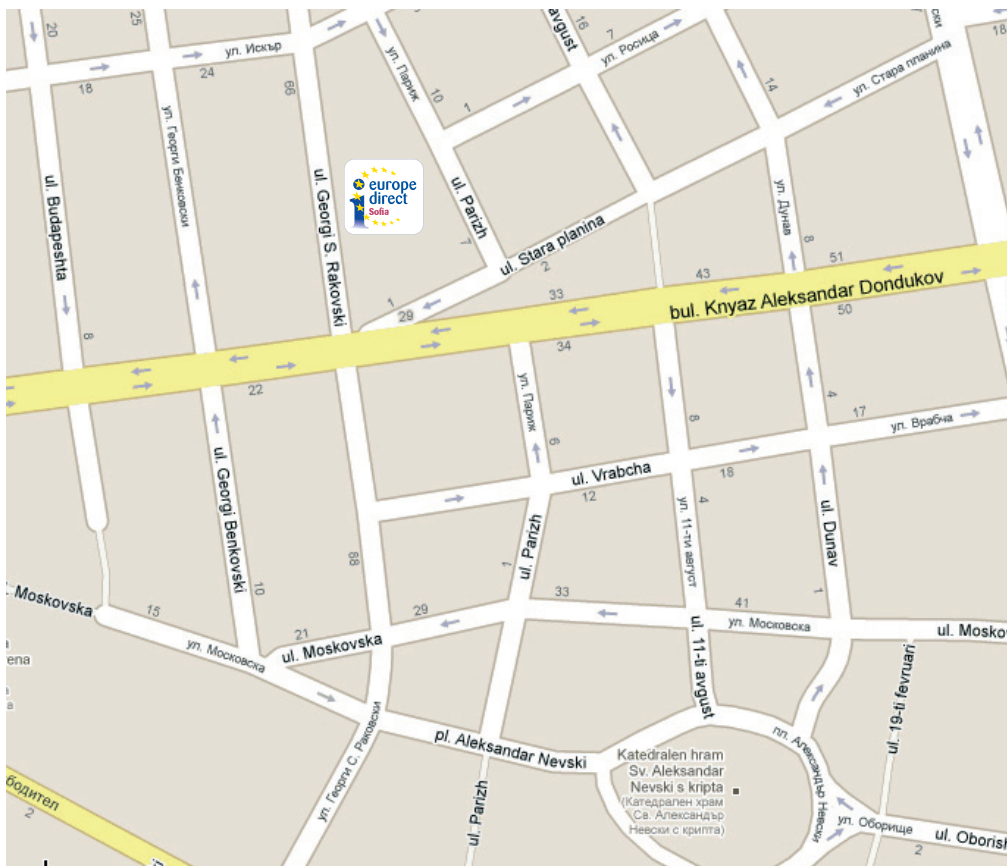 20
25
ул. Искър
18
24
66
ул. Париж
10
1
avgust
16
7
ул. Росица
ски
14
ул. Стара планина
ул. Георги Бенковски
ul. Budapeshta
ul. Georgi S. Rakovski
europe
direct
Sofia
ul. Parizh
7
ul. Stara planina
2
ул. Дунав
8
1
29
33
43
51
bul. Knyaz Aleksandar Dondukov
50
34
22
8
ул. Париж
6
8
4
17
ул. Врабча
ul. Vrabcha
12
18
ul. Georgi Benkovski
4
ул. 11-ти август
ul. Dunav
88
ul. Parizh
1
10
Moskovska
15
21
29
33
41
1
ул. Московска
ul. Moskovska
ул. Московска
ul. Moskov
ul. 11-ti avgust
ul. 19-ti fevruari
rena
pl. Aleksandar Nevski
ул. Георги С. Раковски
Katedralen hram
Sv. Aleksandar
Nevski s kripta
(Катедрален храм
Св. Александър
Невски с крипта)
пл. Александър Невски
ul. Parizh
бодител
2
ул. Оборище
ul. Oborish
2